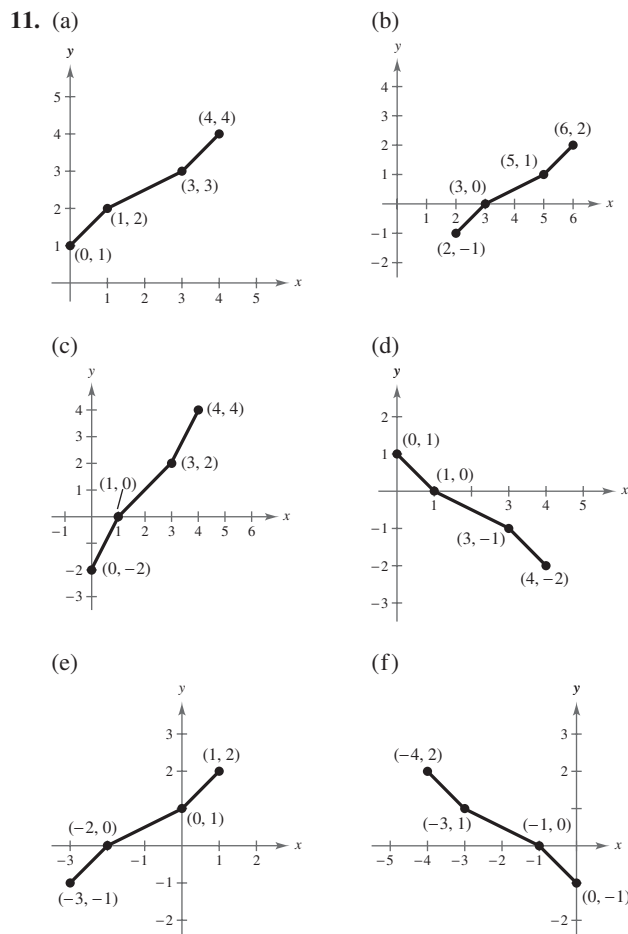 11. (a)
y
5
4
3
2
1
(4, 4)
(3, 3)
(1, 2)
(0, 1)
1 2 3 4 5
x
(b)
y
4
3
2
1
−1
−2
(6, 2)
(5, 1)
(3, 0)
(2, −1)
1 2 3 4 5 6
x
(c)
y
4
3
2
1
−2
−3
(4, 4)
(3, 2)
(1, 0)
(0, −2)
−1 1 2 3 4 5 6
x
(d)
y
2
1
−1
−2
−3
(0, 1)
(1, 0)
(3, −1)
(4, −2)
1 3 4 5
x
(e)
y
3
2
−1
−2
(1, 2)
(0, 1)
(−2, 0)
(−3, −1)
−3 −1 1 2
x
(f)
y
3
2
−2
(−4, 2)
(−3, 1)
(−1, 0)
(0, −1)
−5 −4 −3 −2 −1
x